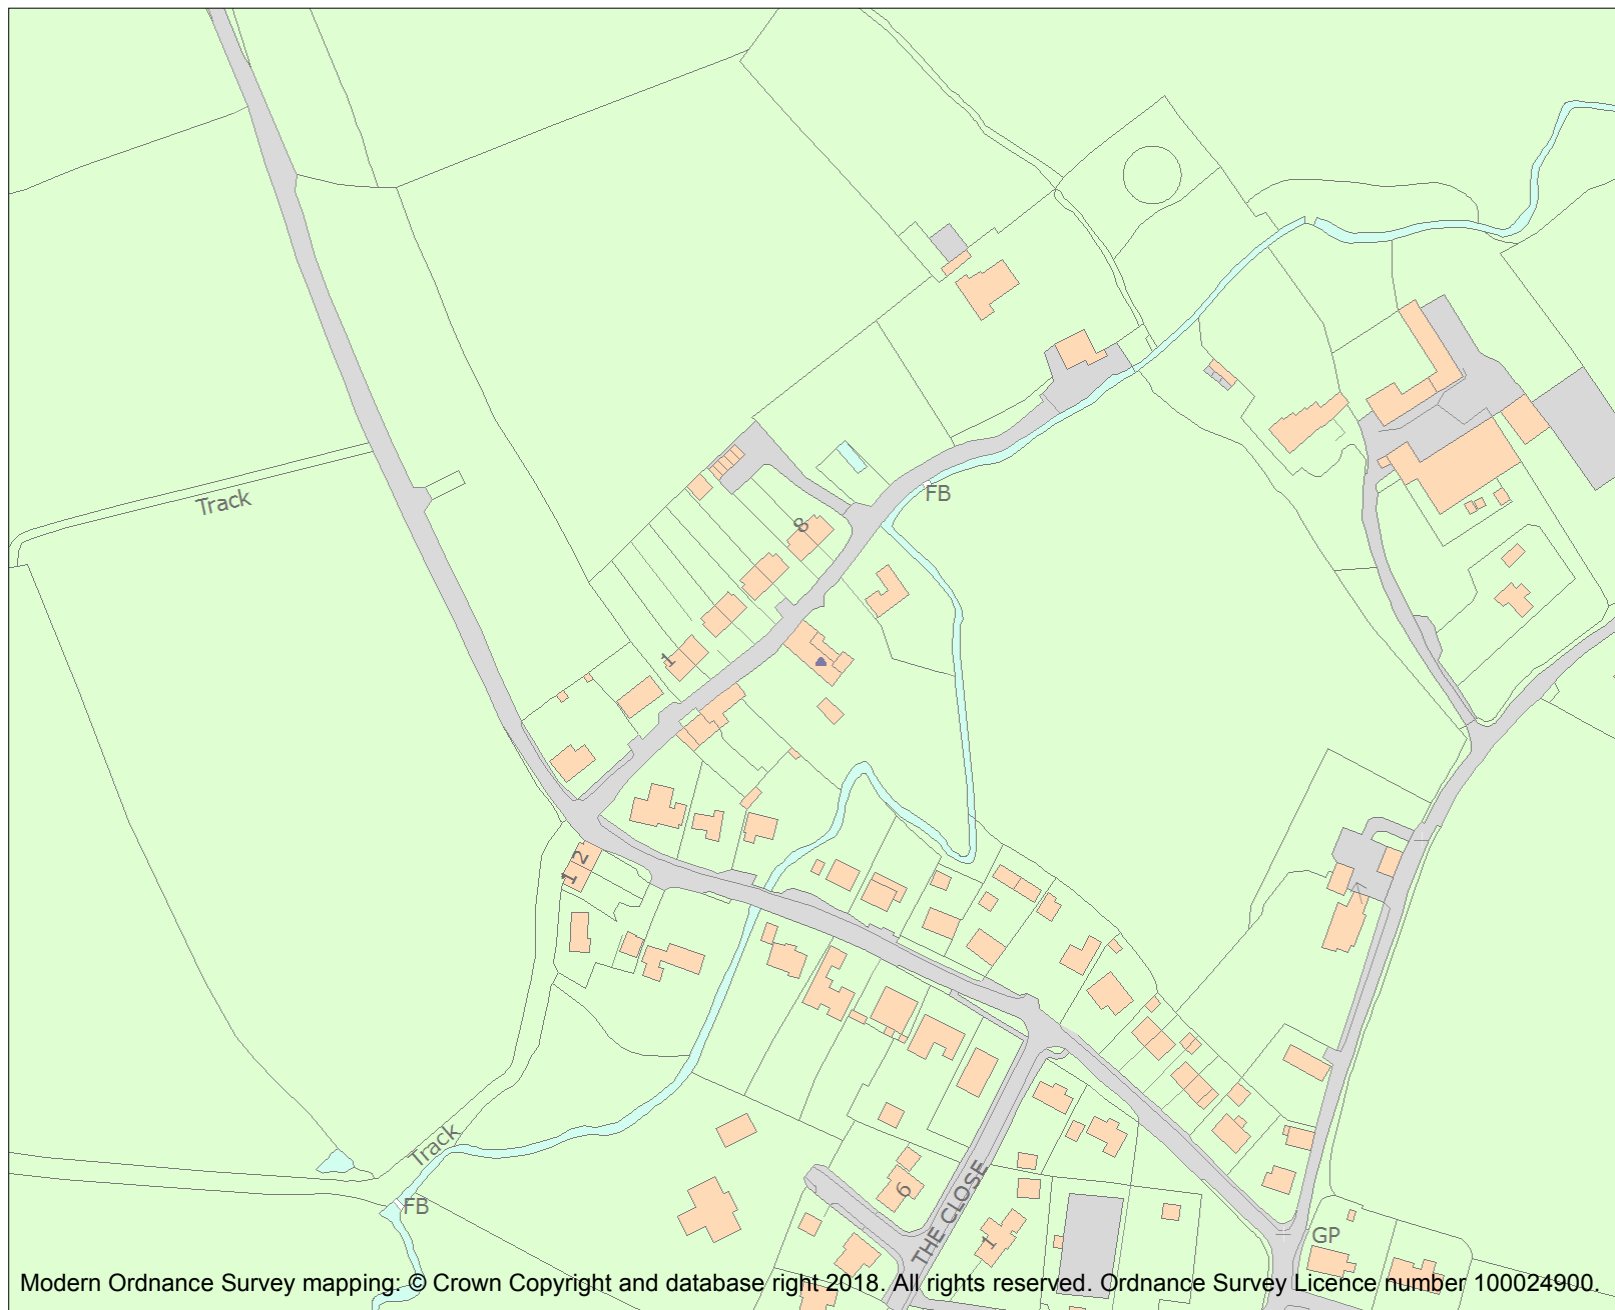 FB
Track
8
1
2
1
Track
FB
6
THE CLOSE
1
GP
Modern Ordnance Survey mapping: © Crown Copyright and database right 2018. All rights reserved. Ordnance Survey Licence number 100024900.